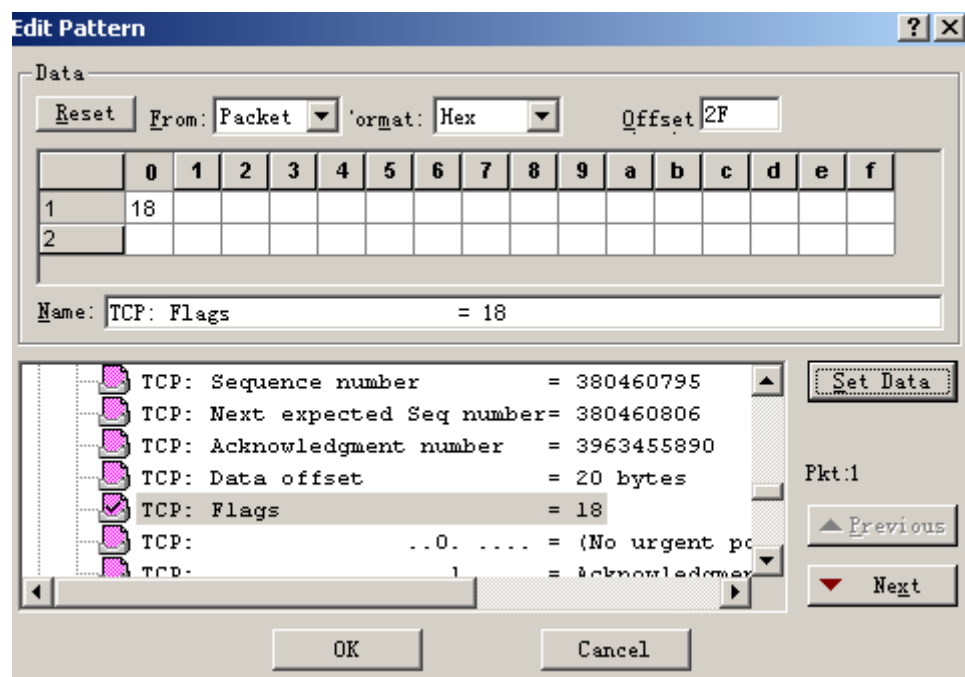 Edit Pattern
Data
Reset From: Packet 'ormat: Hex Offset 2F
0 1 2 3 4 5 6 7 8 9 a b c d e f
1 18
2
Name: TCP: Flags = 18
TCP: Sequence number = 380460795
TCP: Next expected Seq number= 380460806
TCP: Acknowledgment number = 3963455890
TCP: Data offset = 20 bytes
TCP: Flags = 18
TCP: ..0. .... = (No urgent po
TCP: 1 = Acknowledgmen
Set Data
Pkt:1
Previous
Next
OK Cancel